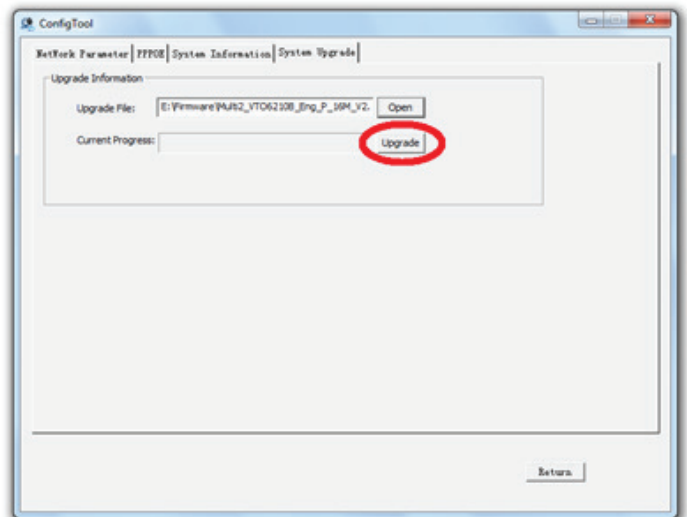 ConfigTool
NetWork Parameter PPPOE System Information System Upgrade
Upgrade Information
Upgrade File: E:\Firmware\Multi2_VTO6210B_Eng_P_16M_V2. Open
Current Progress: Upgrade
Return